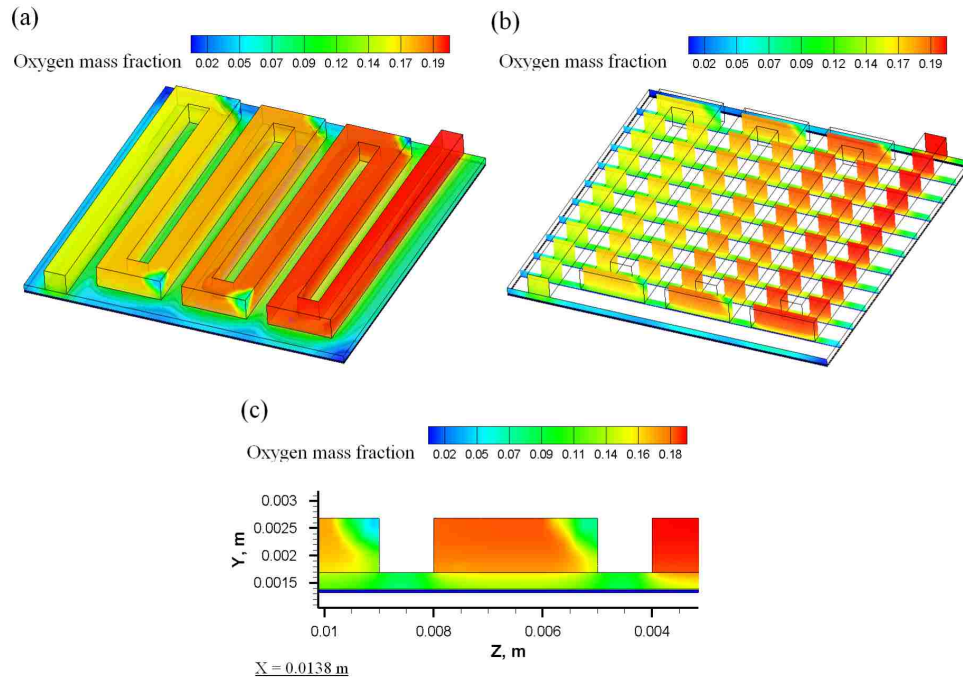 (a)
(b)
Oxygen mass fraction
0.02 0.05 0.07 0.09 0.12 0.14 0.17 0.19
Oxygen mass fraction
0.02 0.05 0.07 0.09 0.12 0.14 0.17 0.19
(c)
Oxygen mass fraction
0.02 0.05 0.07 0.09 0.11 0.14 0.16 0.18
0.003
0.0025
0.002
0.0015
Y, m
0.01 0.008 0.006 0.004
Z, m
X = 0.0138 m